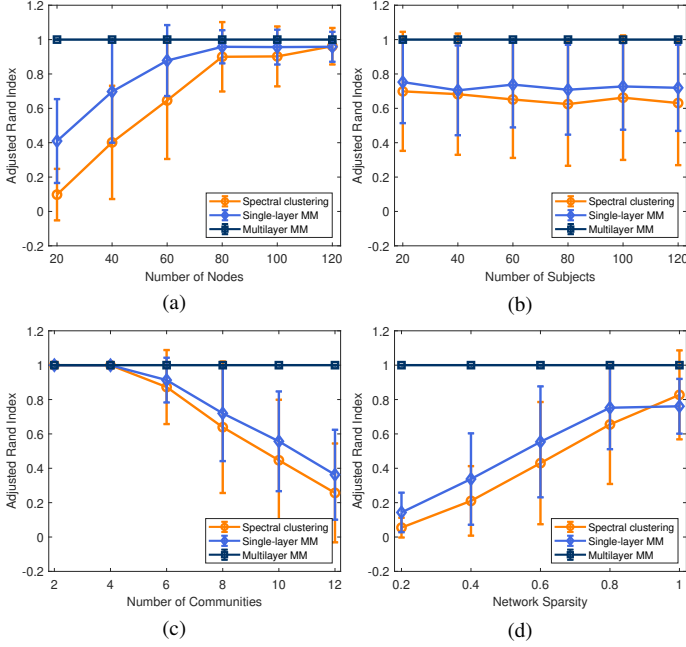 1.2
1
0.8
0.6
0.4
0.2
0
-0.2
Adjusted Rand Index
Spectral clustering
Single-layer MM
Multilayer MM
20 40 60 80 100 120
Number of Nodes
(a)
1.2
1
0.8
0.6
0.4
0.2
0
-0.2
Adjusted Rand Index
Spectral clustering
Single-layer MM
Multilayer MM
20 40 60 80 100 120
Number of Subjects
(b)
1.2
1
0.8
0.6
0.4
0.2
0
-0.2
Adjusted Rand Index
Spectral clustering
Single-layer MM
Multilayer MM
2 4 6 8 10 12
Number of Communities
(c)
1.2
1
0.8
0.6
0.4
0.2
0
-0.2
Adjusted Rand Index
Spectral clustering
Single-layer MM
Multilayer MM
0.2 0.4 0.6 0.8 1
Network Sparsity
(d)